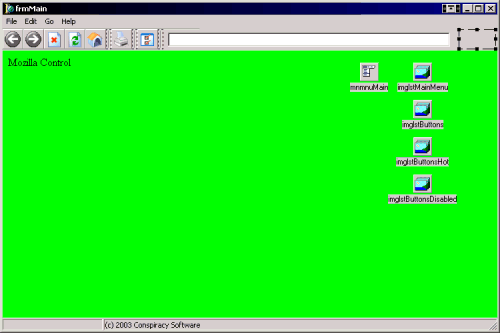 frmMain
File Edit Go Help
Mozilla Control
mnmnuMain
imglstMainMenu
imglstButtons
imglstButtonsHot
imglstButtonsDisabled
(c) 2003 Conspiracy Software